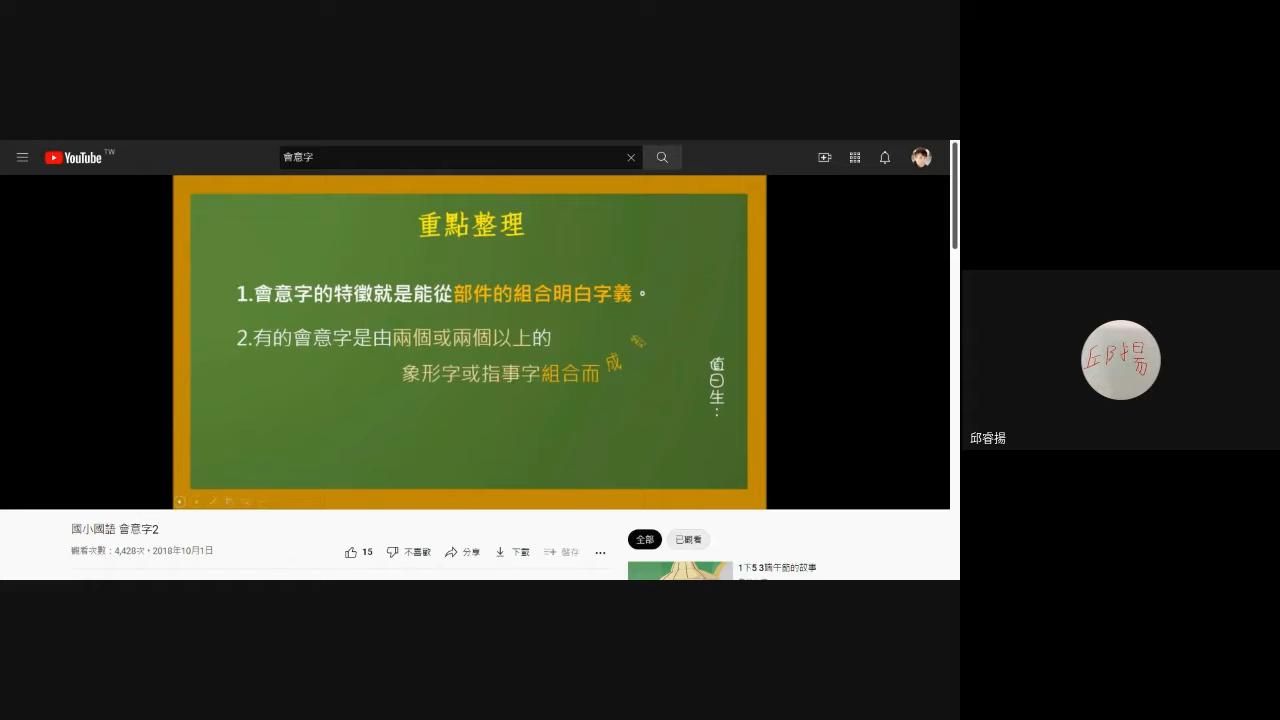 YouTube TW
會意字
重點整理
1.會意字的特徵就是能從部件的組合明白字義。
2.有的會意字是由兩個或兩個以上的
象形字或指事字組合而成
值日生：
國小國語 會意字2
觀看次數：4,428次 • 2018年10月1日
15 不喜歡 分享 下載 儲存
全部 已觀看
1下5 3端午節的故事
邱睿揚